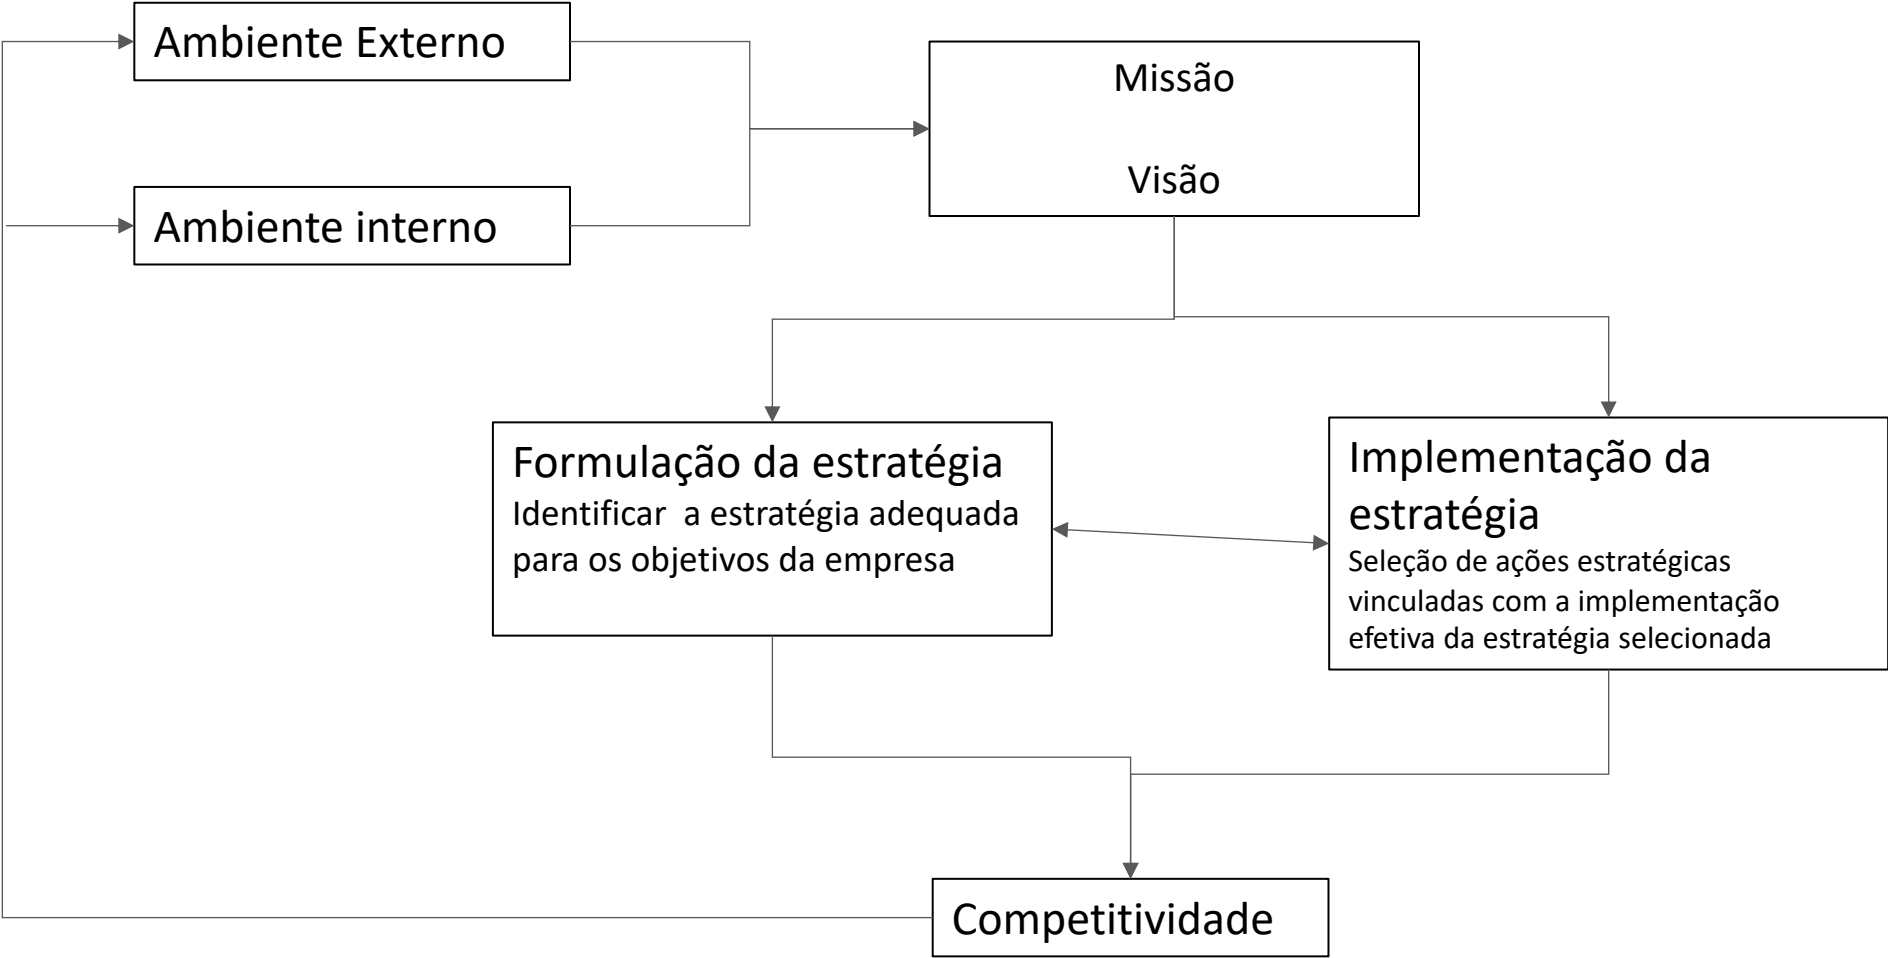 Ambiente Externo
Missão
Visão
Ambiente interno
Formulação da estratégia
Identificar  a estratégia adequada
para os objetivos da empresa
Implementação da
estratégia
Seleção de ações estratégicas
vinculadas com a implementação
efetiva da estratégia selecionada
Competitividade